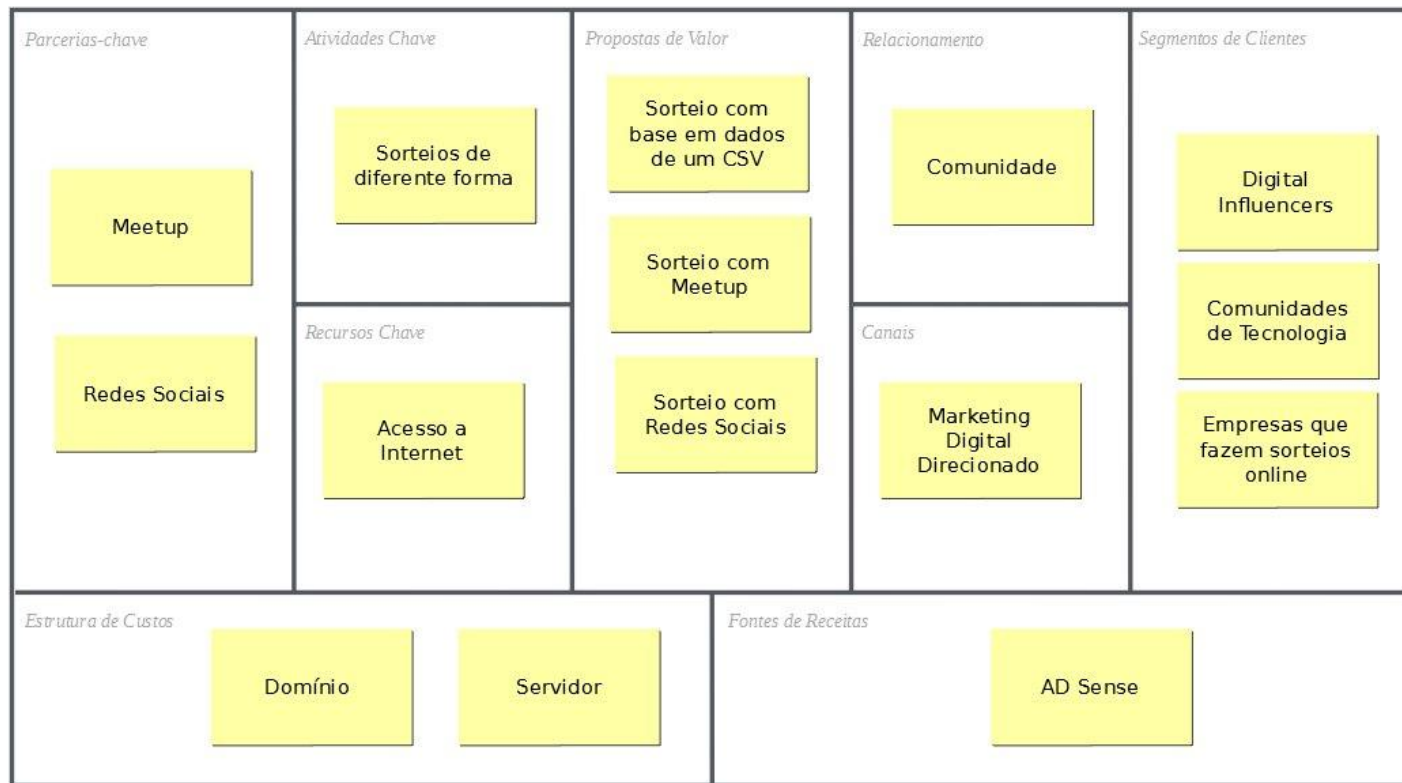 Parcerias-chave
Meetup
Redes Sociais
Atividades Chave
Sorteios de
diferente forma
Recursos Chave
Acesso a
Internet
Propostas de Valor
Sorteio com
base em dados
de um CSV
Sorteio com
Meetup
Sorteio com
Redes Sociais
Relacionamento
Comunidade
Canais
Marketing
Digital
Direcionado
Segmentos de Clientes
Digital
Influencers
Comunidades
de Tecnologia
Empresas que
fazem sorteios
online
Estrutura de Custos
Domínio
Servidor
Fontes de Receitas
AD Sense